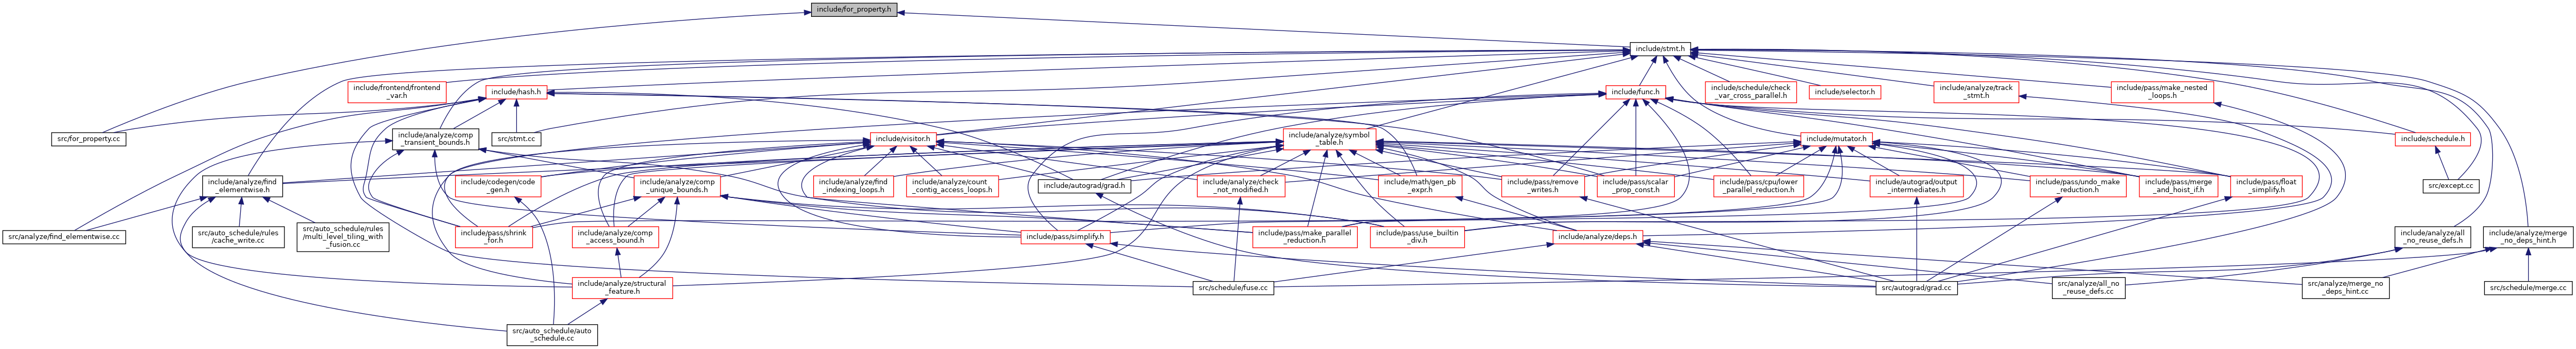 include/for_property.h
include/stmt.h
include/frontend/frontend
_var.h
include/hash.h
include/func.h
include/schedule/check
_var_cross_parallel.h
include/selector.h
include/analyze/track
_stmt.h
include/pass/make_nested
_loops.h
src/for_property.cc
include/analyze/comp
_transient_bounds.h
src/stmt.cc
include/visitor.h
include/analyze/symbol
_table.h
include/mutator.h
include/schedule.h
include/analyze/find
_elementwise.h
include/codegen/code
_gen.h
include/analyze/comp
_unique_bounds.h
include/analyze/find
_indexing_loops.h
include/analyze/count
_contig_access_loops.h
include/autograd/grad.h
include/analyze/check
_not_modified.h
include/math/gen_pb
_expr.h
include/pass/remove
_writes.h
include/pass/scalar
_prop_const.h
include/pass/cpu/lower
_parallel_reduction.h
include/autograd/output
_intermediates.h
include/pass/undo_make
_reduction.h
include/pass/merge
_and_hoist_if.h
include/pass/float
_simplify.h
src/except.cc
src/analyze/find_elementwise.cc
src/auto_schedule/rules
/cache_write.cc
src/auto_schedule/rules
/multi_level_tiling_with
_fusion.cc
include/pass/shrink
_for.h
include/analyze/comp
_access_bound.h
include/pass/simplify.h
include/pass/make_parallel
_reduction.h
include/pass/use_builtin
_div.h
include/analyze/deps.h
include/analyze/all
_no_reuse_defs.h
include/analyze/merge
_no_deps_hint.h
include/analyze/structural
_feature.h
src/schedule/fuse.cc
src/autograd/grad.cc
src/analyze/all_no
_reuse_defs.cc
src/analyze/merge_no
_deps_hint.cc
src/schedule/merge.cc
src/auto_schedule/auto
_schedule.cc